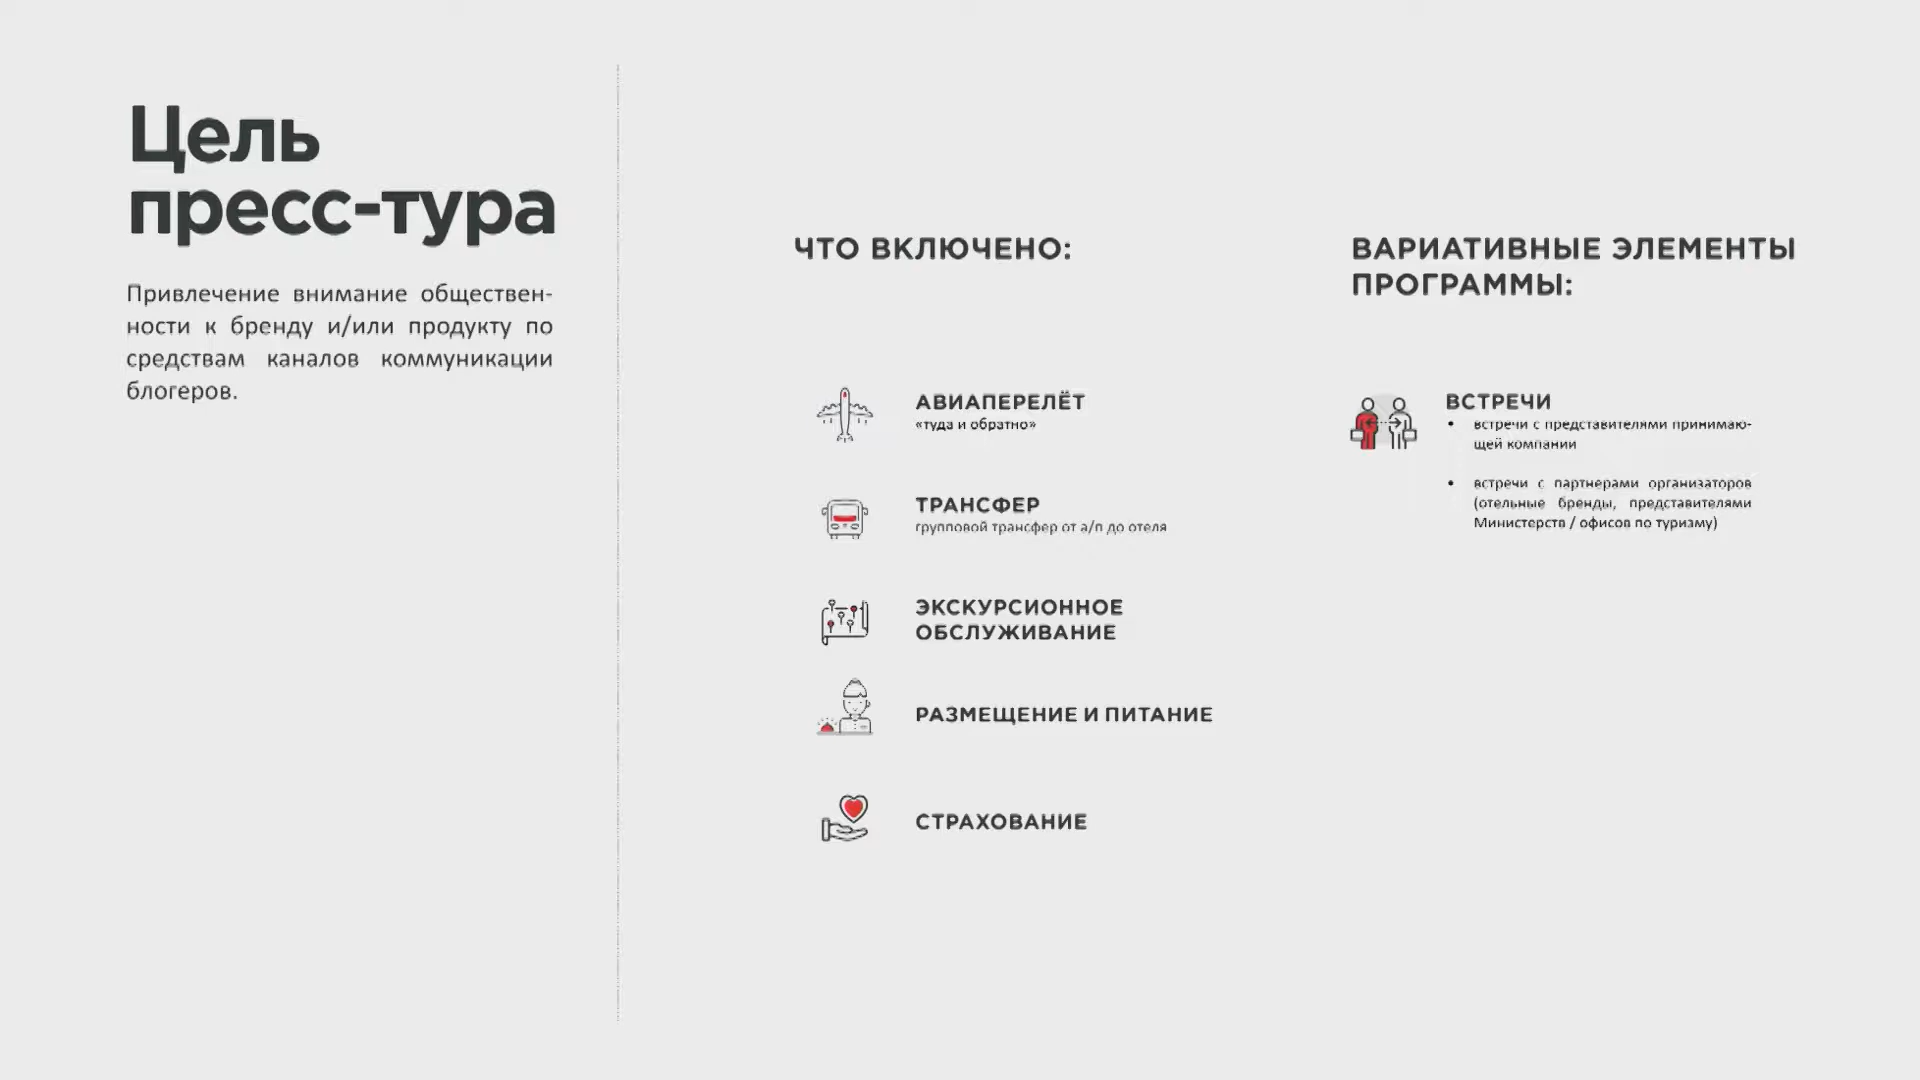 Цель
пресс-тура
Привлечение внимание обществен-
ности к бренду и/или продукту по
средствам каналов коммуникации
блогеров.
ЧТО ВКЛЮЧЕНО:
АВИАПЕРЕЛЁТ
«туда и обратно»
ТРАНСФЕР
групповой трансфер от а/п до отеля
ЭКСКУРСИОННОЕ
ОБСЛУЖИВАНИЕ
РАЗМЕЩЕНИЕ И ПИТАНИЕ
СТРАХОВАНИЕ
ВАРИАТИВНЫЕ ЭЛЕМЕНТЫ
ПРОГРАММЫ:
ВСТРЕЧИ
• встречи с представителями принимаю-
щей компании
• встречи с партнерами организаторов
(отельные бренды, представителями
Министерств / офисов по туризму)